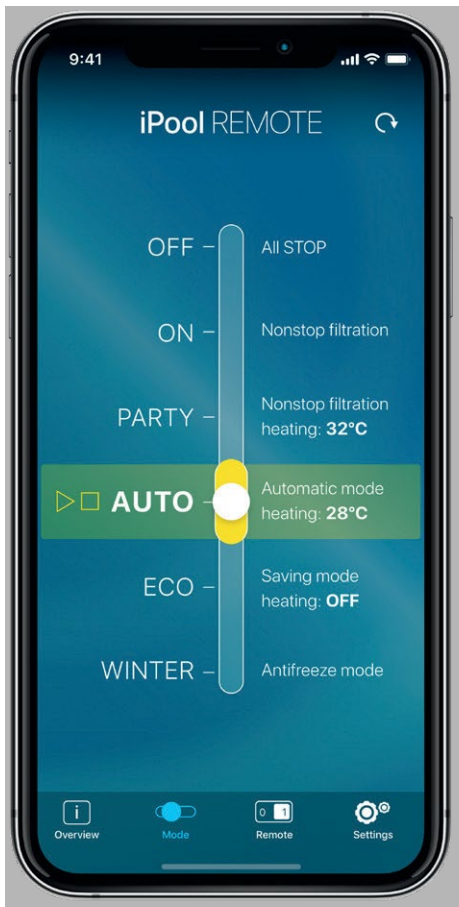 9:41
iPool REMOTE
OFF
All STOP
ON
Nonstop filtration
PARTY
Nonstop filtration
heating: 32°C
AUTO
Automatic mode
heating: 28°C
ECO
Saving mode
heating: OFF
WINTER
Antifreeze mode
i
0 1
Overview
Mode
Remote
Settings